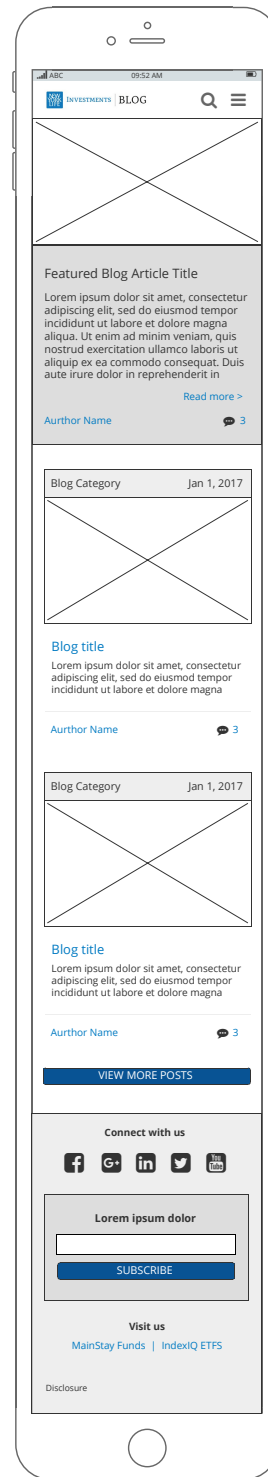 ABC 09:52 AM
NEW YORK LIFE INVESTMENTS BLOG
Featured Blog Article Title
Lorem ipsum dolor sit amet, consectetur
adipiscing elit, sed do eiusmod tempor
incididunt ut labore et dolore magna
aliqua. Ut enim ad minim veniam, quis
nostrud exercitation ullamco laboris ut
aliquip ex ea commodo consequat. Duis
aute irure dolor in reprehenderit in
Read more >
Aurthor Name 3
Blog Category Jan 1, 2017
Blog title
Lorem ipsum dolor sit amet, consectetur
adipiscing elit, sed do eiusmod tempor
incididunt ut labore et dolore magna
Aurthor Name 3
Blog Category Jan 1, 2017
Blog title
Lorem ipsum dolor sit amet, consectetur
adipiscing elit, sed do eiusmod tempor
incididunt ut labore et dolore magna
Aurthor Name 3
VIEW MORE POSTS
Connect with us
f G+ in You Tube
Lorem ipsum dolor
SUBSCRIBE
Visit us
MainStay Funds | IndexIQ ETFS
Disclosure